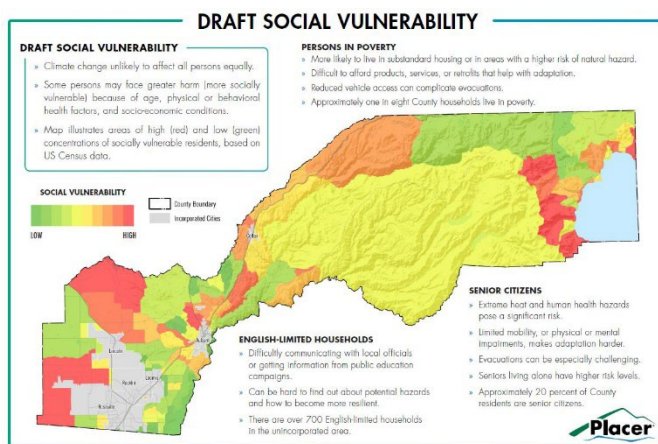 DRAFT SOCIAL VULNERABILITY
DRAFT SOCIAL VULNERABILITY
» Climate change unlikely to affect all persons equally.
» Some persons may face greater harm (more socially
vulnerable) because of age, physical or behavioral
health factors, and socio-economic conditions.
» Map illustrates areas of high (red) and low (green)
concentrations of socially vulnerable residents, based on
US Census data.
PERSONS IN POVERTY
» More likely to live in substandard housing or in areas with a higher risk of natural hazard.
» Difficult to afford products, services, or retrofits that help with adaptation.
» Reduced vehicle access can complicate evacuations.
» Approximately one in eight County households live in poverty.
SOCIAL VULNERABILITY
LOW
HIGH
County Boundary
Incorporated Cities
Colfax
Auburn
Lincoln
Rocklin
Loomis
Roseville
ENGLISH-LIMITED HOUSEHOLDS
» Difficultly communicating with local officials
or getting information from public education
campaigns.
» Can be hard to find out about potential hazards
and how to become more resilient.
» There are over 700 English-limited households
in the unincorporated area.
SENIOR CITIZENS
» Extreme heat and human health hazards
pose a significant risk.
» Limited mobility, or physical or mental
impairments, makes adaptation harder.
» Evacuations can be especially challenging.
» Seniors living alone have higher risk levels.
» Approximately 20 percent of County
residents are senior citizens.
Placer